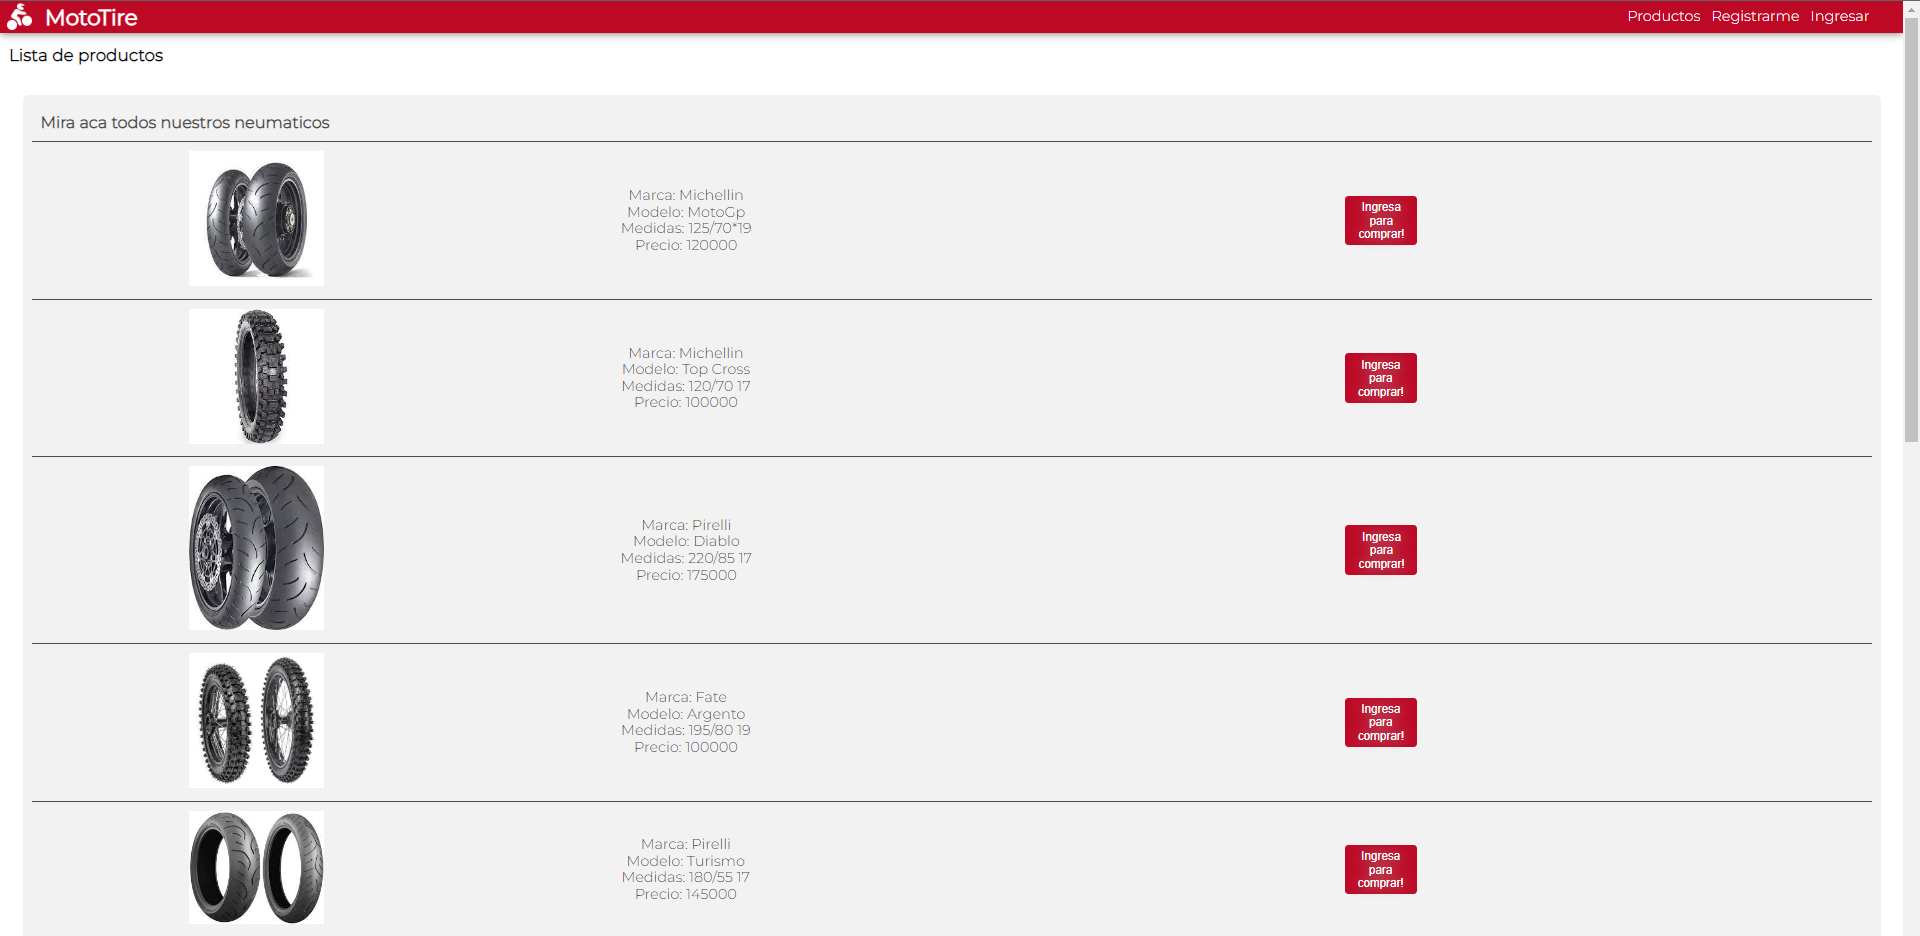 MotoTire
Productos Registrarme Ingresar
Lista de productos
Mira aca todos nuestros neumaticos
Marca: Michellin
Modelo: MotoGp
Medidas: 125/70*19
Precio: 120000
Ingresa
para
comprar!
Marca: Michellin
Modelo: Top Cross
Medidas: 120/70 17
Precio: 100000
Ingresa
para
comprar!
Marca: Pirelli
Modelo: Diablo
Medidas: 220/85 17
Precio: 175000
Ingresa
para
comprar!
Marca: Fate
Modelo: Argento
Medidas: 195/80 19
Precio: 100000
Ingresa
para
comprar!
Marca: Pirelli
Modelo: Turismo
Medidas: 180/55 17
Precio: 145000
Ingresa
para
comprar!